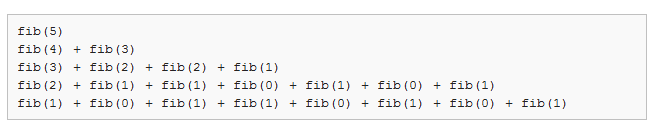 fib(5)
fib(4) + fib(3)
fib(3) + fib(2) + fib(2) + fib(1)
fib(2) + fib(1) + fib(1) + fib(0) + fib(1) + fib(0) + fib(1)
fib(1) + fib(0) + fib(1) + fib(1) + fib(0) + fib(1) + fib(0) + fib(1)